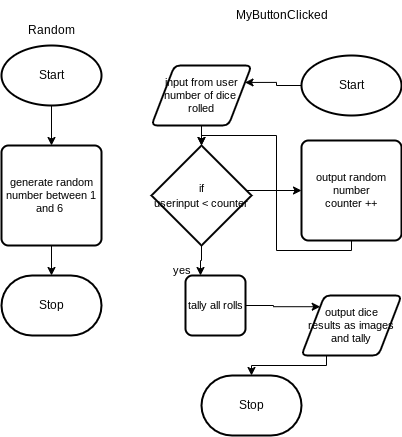 MyButtonClicked
Random
Start
Start
input from user
number of dice
rolled
generate random
number between 1
and 6
if
userinput < counter
output random
number
counter ++
yes
Stop
tally all rolls
output dice
results as images
and tally
Stop